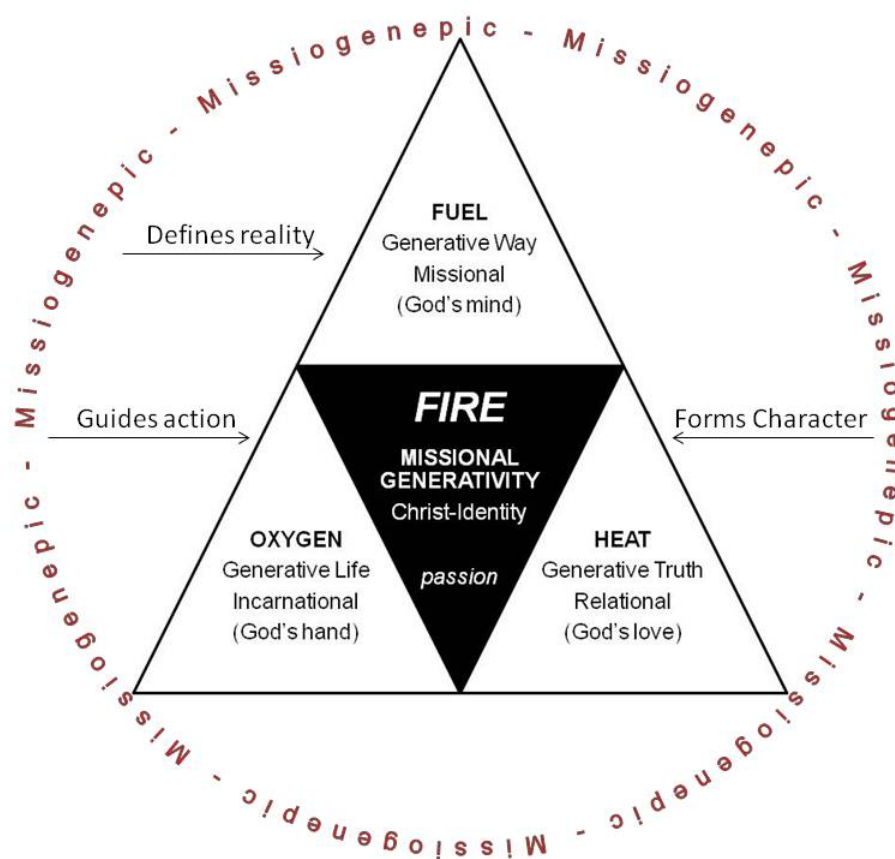 Missiogenepic - Missiogenepic - Missiogenepic - Missiogenepic - Missiogenepic - Missiogenepic - Missiogenepic -
Defines reality
FUEL
Generative Way
Missional
(God's mind)
Guides action
Forms Character
FIRE
MISSIONAL
GENERATIVITY
Christ-Identity
passion
OXYGEN
Generative Life
Incarnational
(God's hand)
HEAT
Generative Truth
Relational
(God's love)